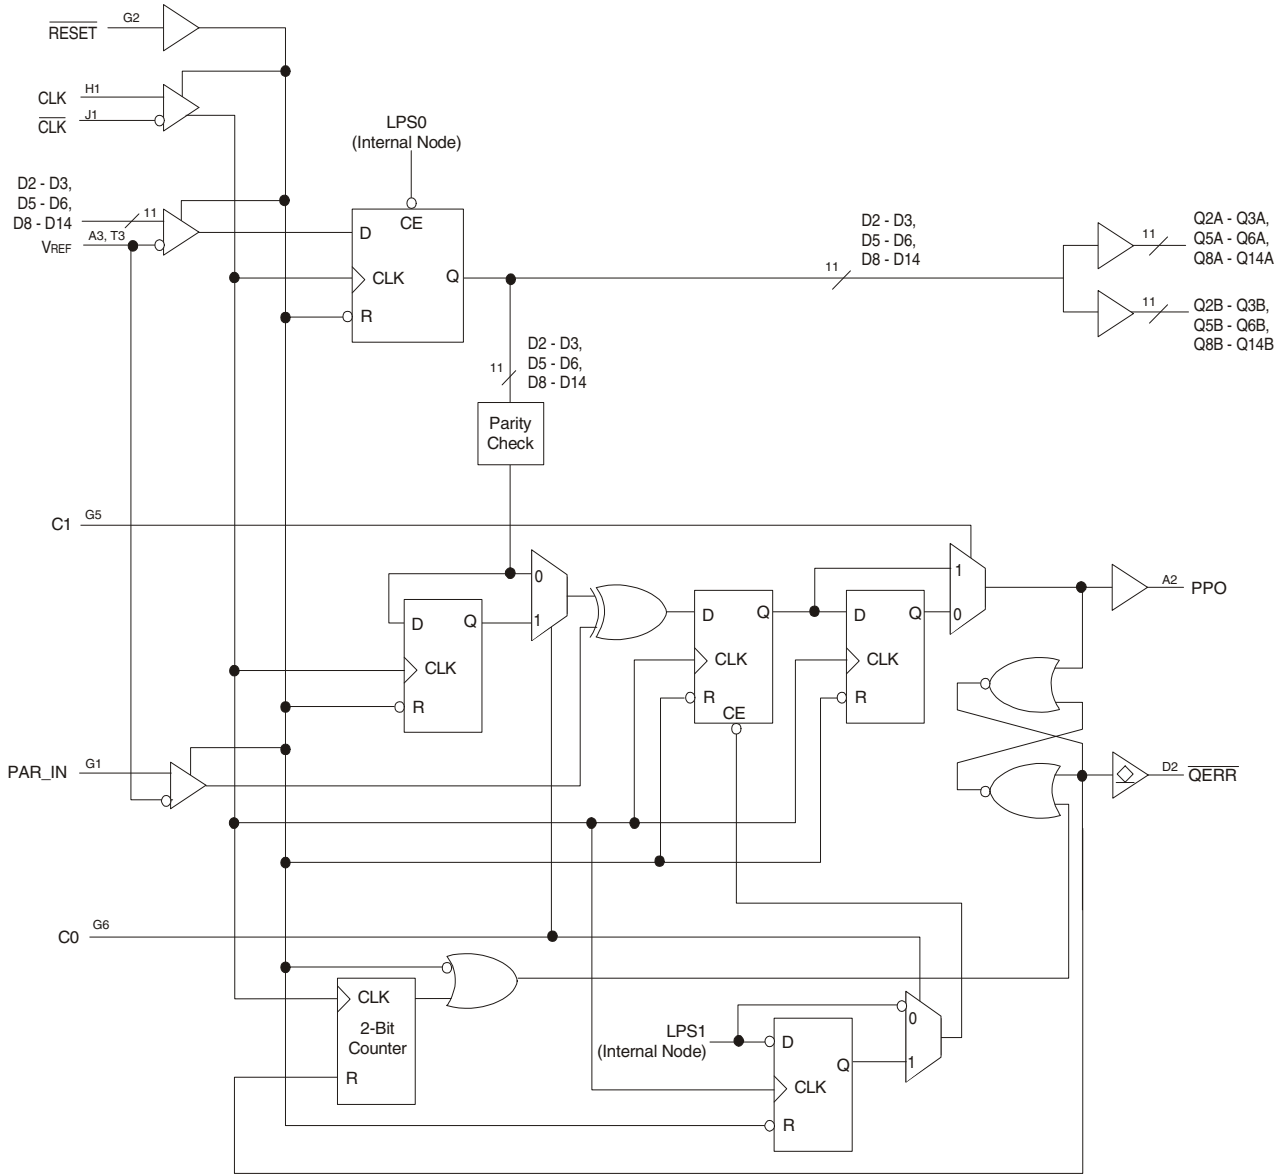 RESET
G2
CLK
H1
CLK
J1
LPS0
(Internal Node)
D2 - D3,
D5 - D6,
D8 - D14
11
VREF
A3, T3
CE
D
CLK
Q
R
D2 - D3,
D5 - D6,
D8 - D14
11
11
Q2A - Q3A,
Q5A - Q6A,
Q8A - Q14A
11
Q2B - Q3B,
Q5B - Q6B,
Q8B - Q14B
11
D2 - D3,
D5 - D6,
D8 - D14
Parity
Check
C1
G5
0
1
D
Q
CLK
R
D
Q
CLK
R
CE
D
Q
CLK
R
1
0
A2
PPO
PAR_IN
G1
D2
QERR
C0
G6
CLK
2-Bit
Counter
R
LPS1
(Internal Node)
D
Q
CLK
R
0
1